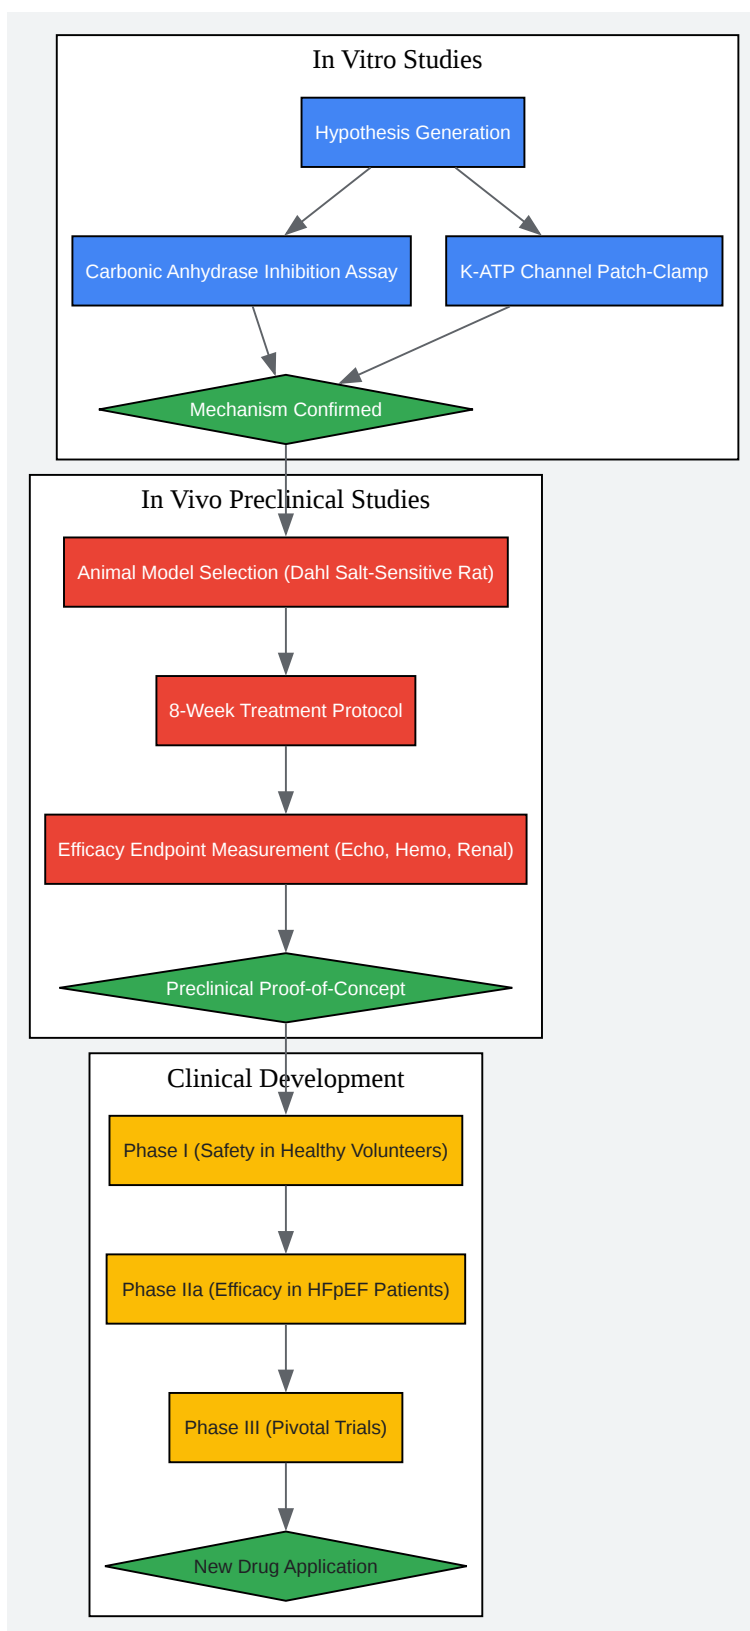 In Vitro Studies
Hypothesis Generation
Carbonic Anhydrase Inhibition Assay
K-ATP Channel Patch-Clamp
Mechanism Confirmed
In Vivo Preclinical Studies
Animal Model Selection (Dahl Salt-Sensitive Rat)
8-Week Treatment Protocol
Efficacy Endpoint Measurement (Echo, Hemo, Renal)
Preclinical Proof-of-Concept
Clinical Development
Phase I (Safety in Healthy Volunteers)
Phase IIa (Efficacy in HFpEF Patients)
Phase III (Pivotal Trials)
New Drug Application